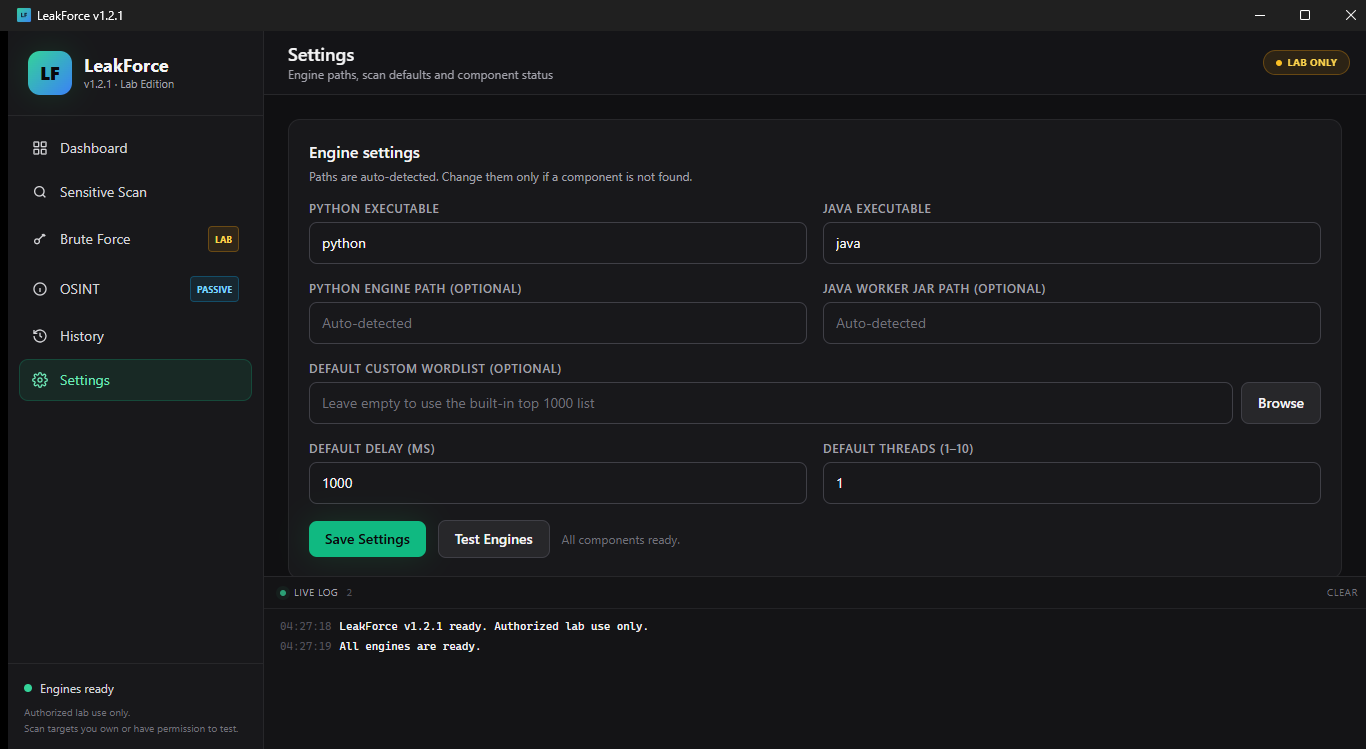 LF LeakForce v1.2.1
LF
LeakForce
v1.2.1 · Lab Edition
Dashboard
Sensitive Scan
Brute Force LAB
OSINT PASSIVE
History
Settings
Engines ready
Authorized lab use only.
Scan targets you own or have permission to test.
Settings
Engine paths, scan defaults and component status
LAB ONLY
Engine settings
Paths are auto-detected. Change them only if a component is not found.
PYTHON EXECUTABLE
python
JAVA EXECUTABLE
java
PYTHON ENGINE PATH (OPTIONAL)
Auto-detected
JAVA WORKER JAR PATH (OPTIONAL)
Auto-detected
DEFAULT CUSTOM WORDLIST (OPTIONAL)
Leave empty to use the built-in top 1000 list
Browse
DEFAULT DELAY (MS)
1000
DEFAULT THREADS (1–10)
1
Save Settings
Test Engines
All components ready.
LIVE LOG 2
CLEAR
04:27:18 LeakForce v1.2.1 ready. Authorized lab use only.
04:27:19 All engines are ready.